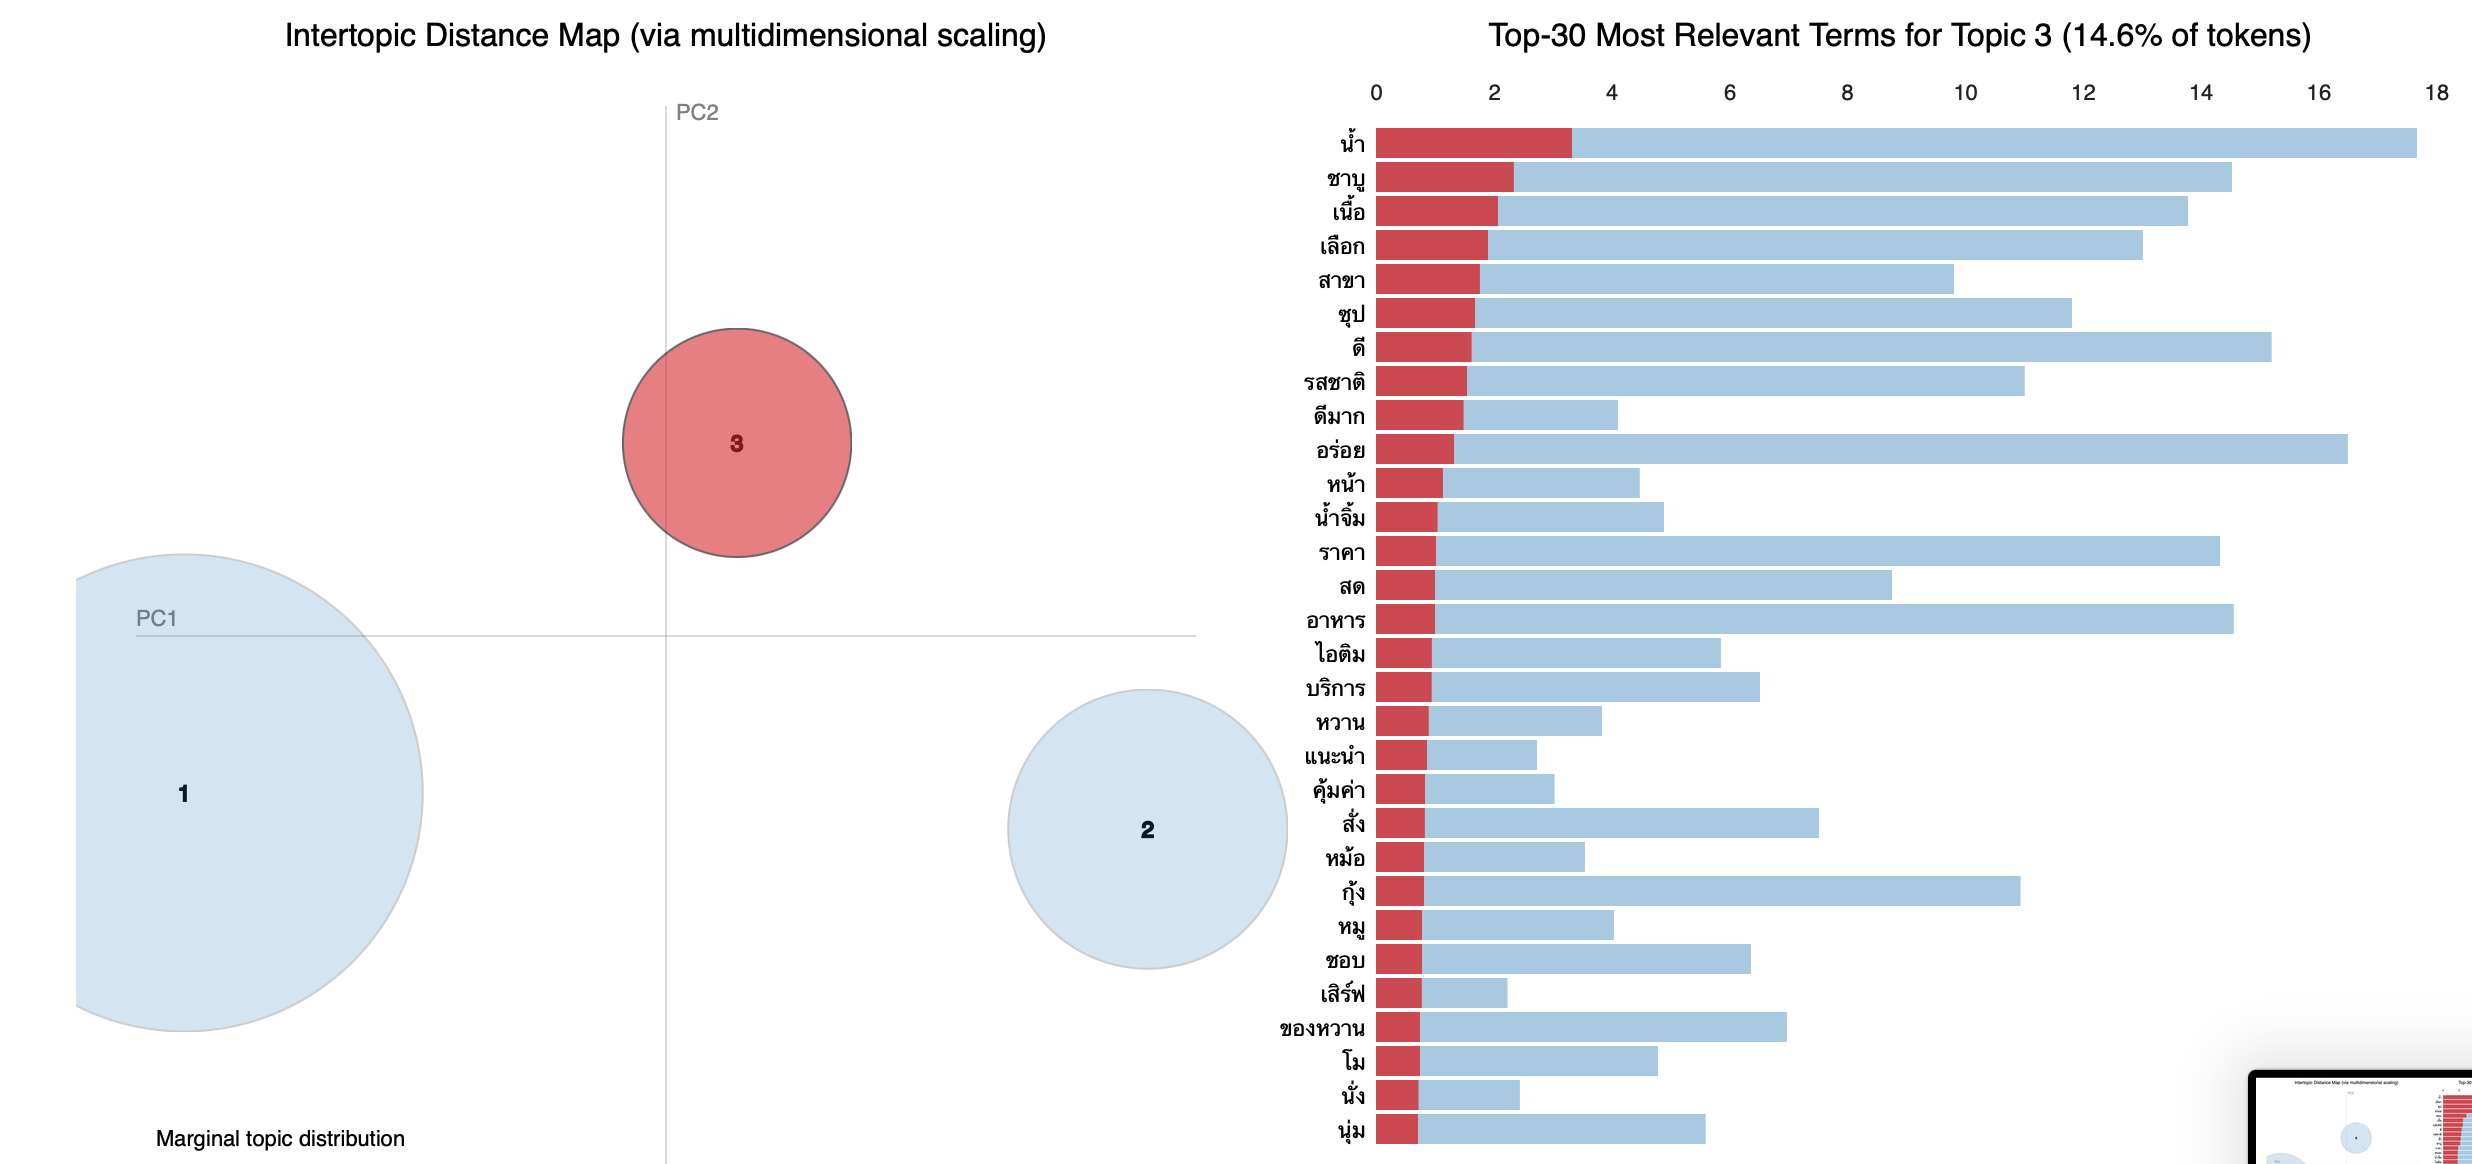 Intertopic Distance Map (via multidimensional scaling)
PC2
3
PC1
1
2
Marginal topic distribution
Top-30 Most Relevant Terms for Topic 3 (14.6% of tokens)
0 2 4 6 8 10 12 14 16 18
น้ำ
ชาบู
เนื้อ
เลือก
สาขา
ซุป
ดี
รสชาติ
ดีมาก
อร่อย
หน้า
น้ำจิ้ม
ราคา
สด
อาหาร
ไอติม
บริการ
หวาน
แนะนำ
คุ้มค่า
สั่ง
หม้อ
กุ้ง
หมู
ชอบ
เสิร์ฟ
ของหวาน
โม
นั่ง
นุ่ม
Intertopic Distance Map (via multidimensional scaling)